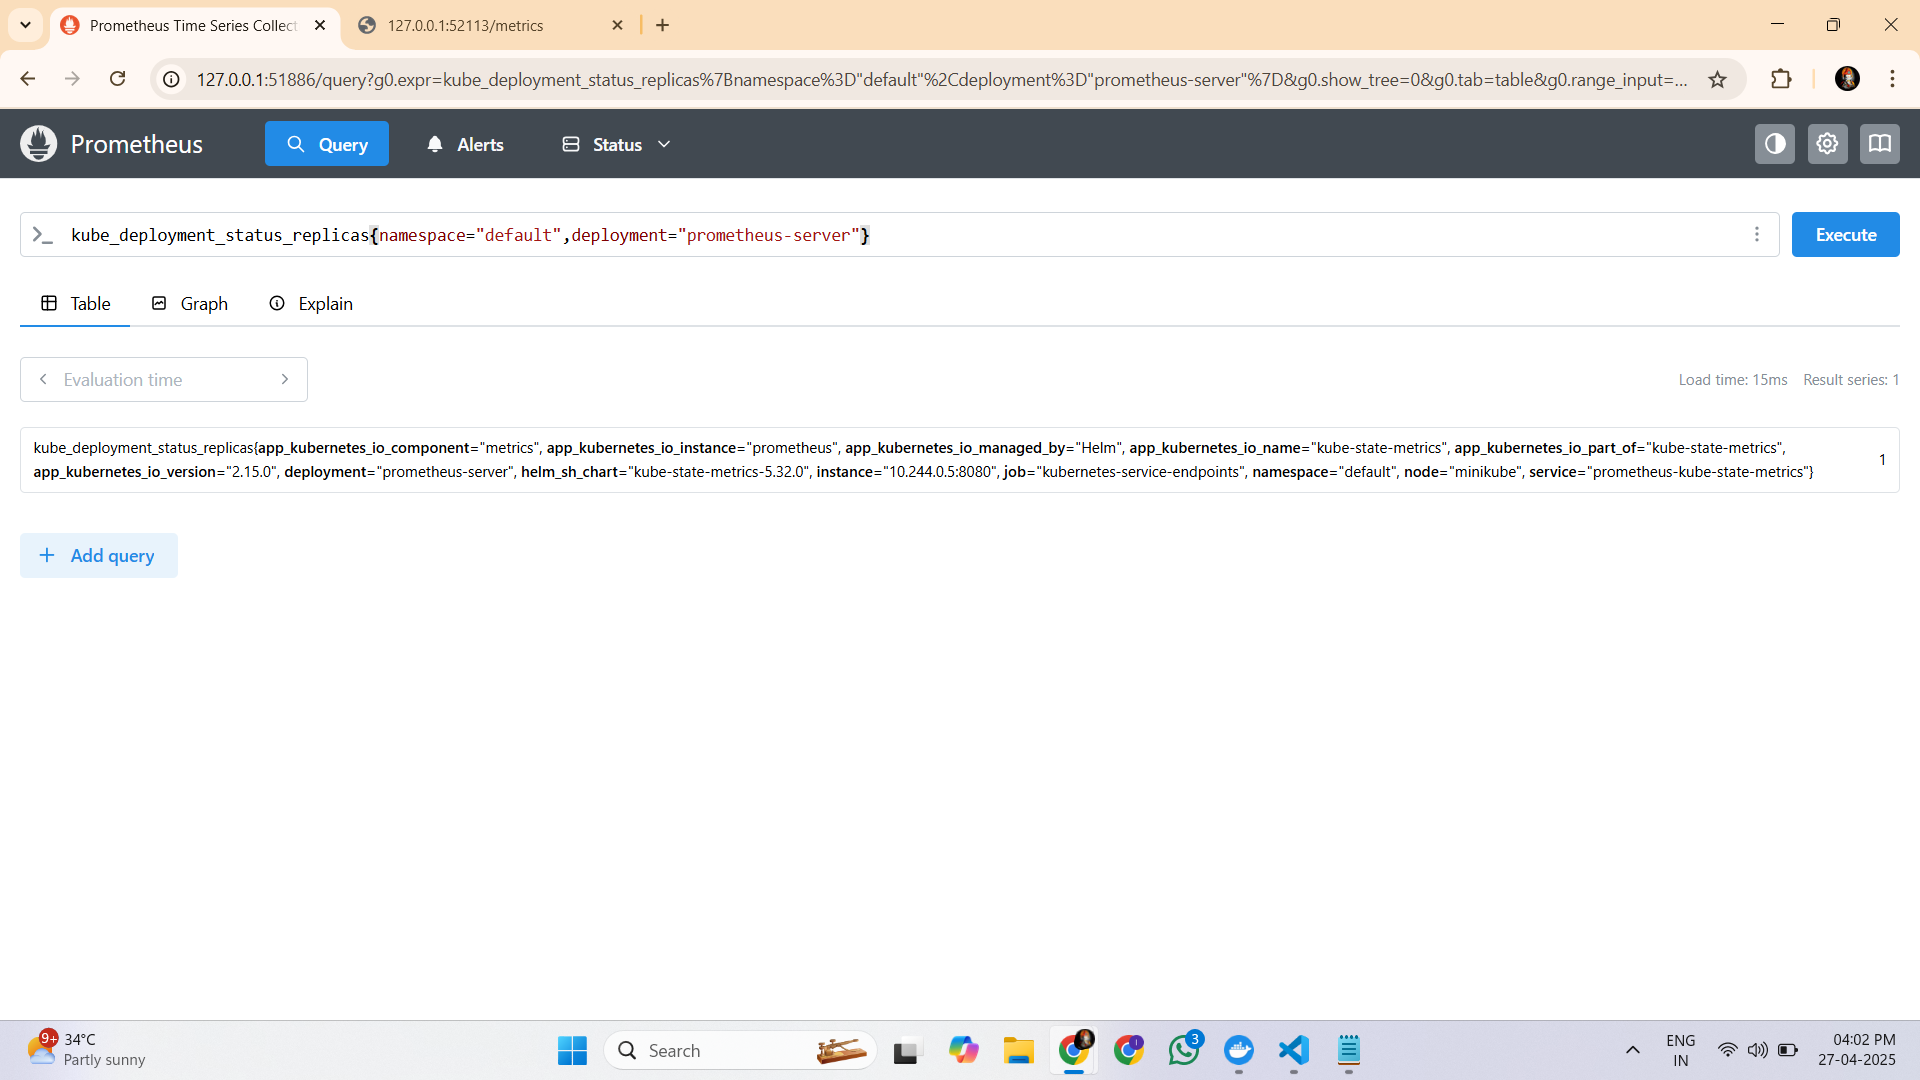 Prometheus Time Series Collect
127.0.0.1:52113/metrics
127.0.0.1:51886/query?g0.expr=kube_deployment_status_replicas%7Bnamespace%3D"default"%2Cdeployment%3D"prometheus-server"%7D&g0.show_tree=0&g0.tab=table&g0.range_input=...
Prometheus
Query
Alerts
Status
kube_deployment_status_replicas{namespace="default",deployment="prometheus-server"}
Execute
Table
Graph
Explain
Evaluation time
Load time: 15ms
Result series: 1
kube_deployment_status_replicas{app_kubernetes_io_component="metrics", app_kubernetes_io_instance="prometheus", app_kubernetes_io_managed_by="Helm", app_kubernetes_io_name="kube-state-metrics", app_kubernetes_io_part_of="kube-state-metrics",
app_kubernetes_io_version="2.15.0", deployment="prometheus-server", helm_sh_chart="kube-state-metrics-5.32.0", instance="10.244.0.5:8080", job="kubernetes-service-endpoints", namespace="default", node="minikube", service="prometheus-kube-state-metrics"}
1
Add query
9+
34°C
Partly sunny
Search
3
ENG
IN
04:02 PM
27-04-2025